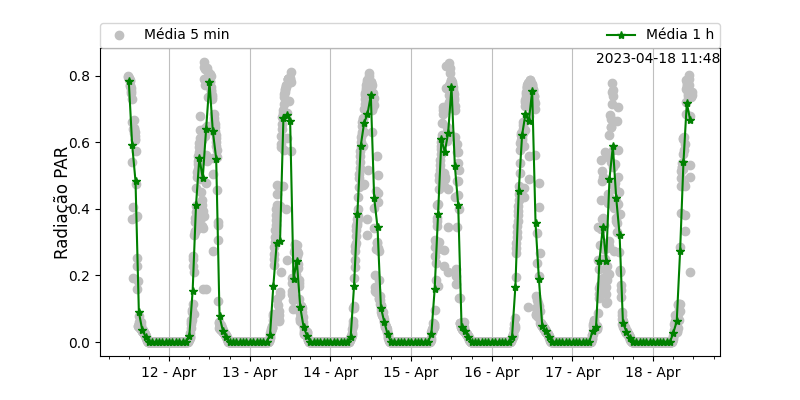 Média 5 min
Média 1 h
2023-04-18 11:48
Radiação PAR
0.8
0.6
0.4
0.2
0.0
12 - Apr
13 - Apr
14 - Apr
15 - Apr
16 - Apr
17 - Apr
18 - Apr